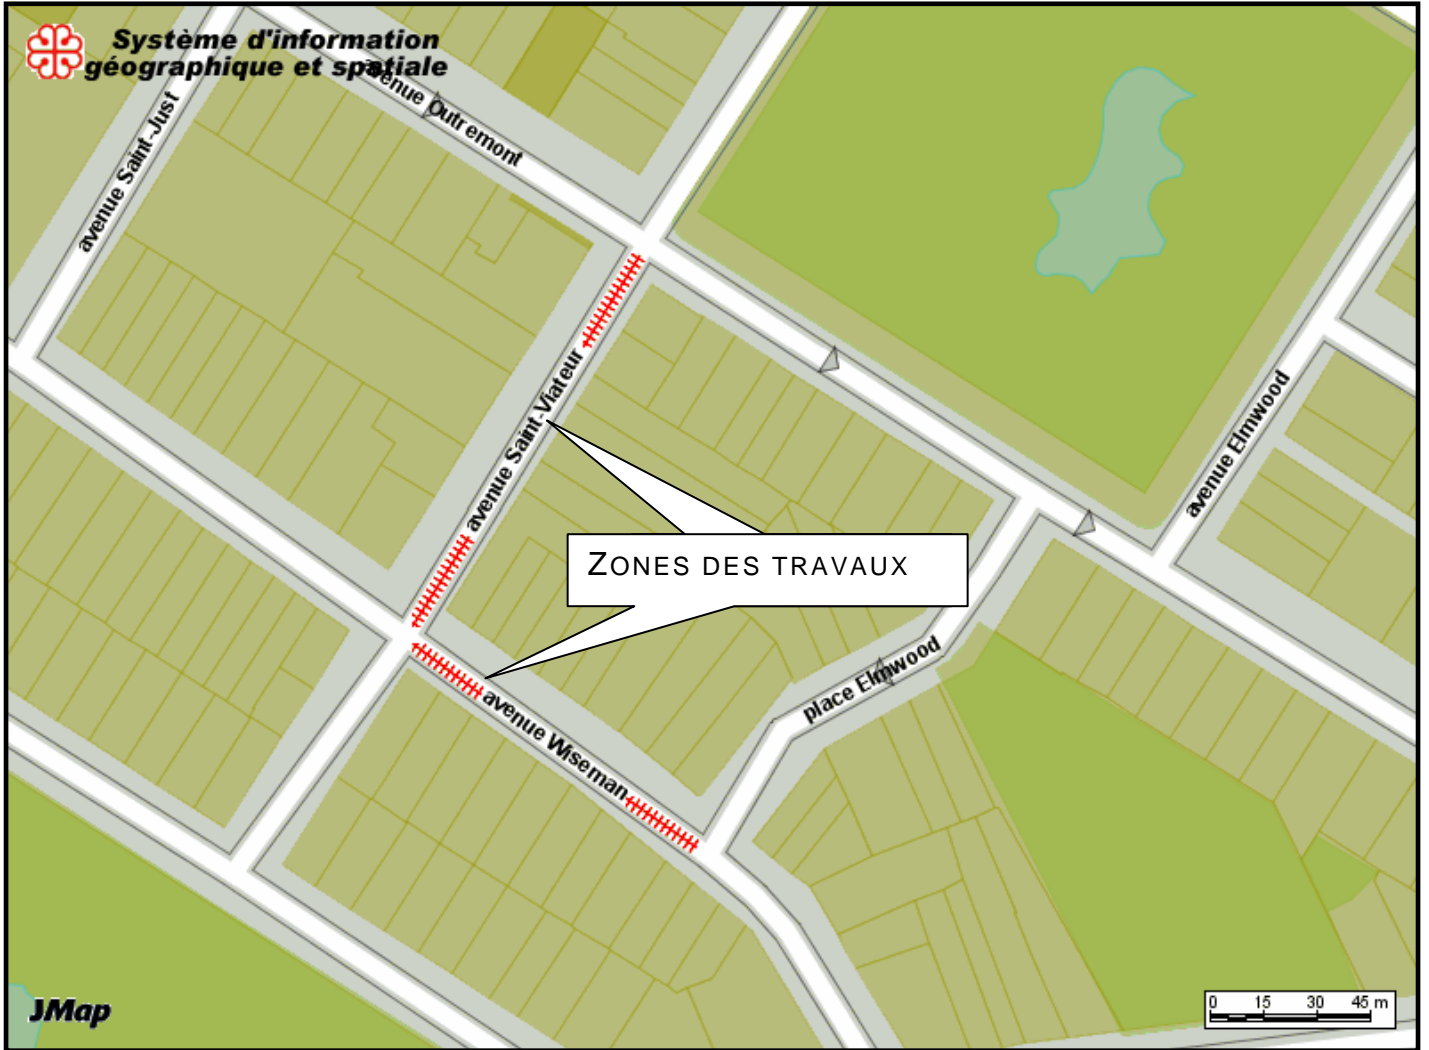 Système d'information
géographique et spatiale
avenue Outremont
avenue Saint-Just
avenue Saint-Viateur
avenue Elmwood
ZONES DES TRAVAUX
place Elmwood
avenue Wiseman
JMap
0 15 30 45 m